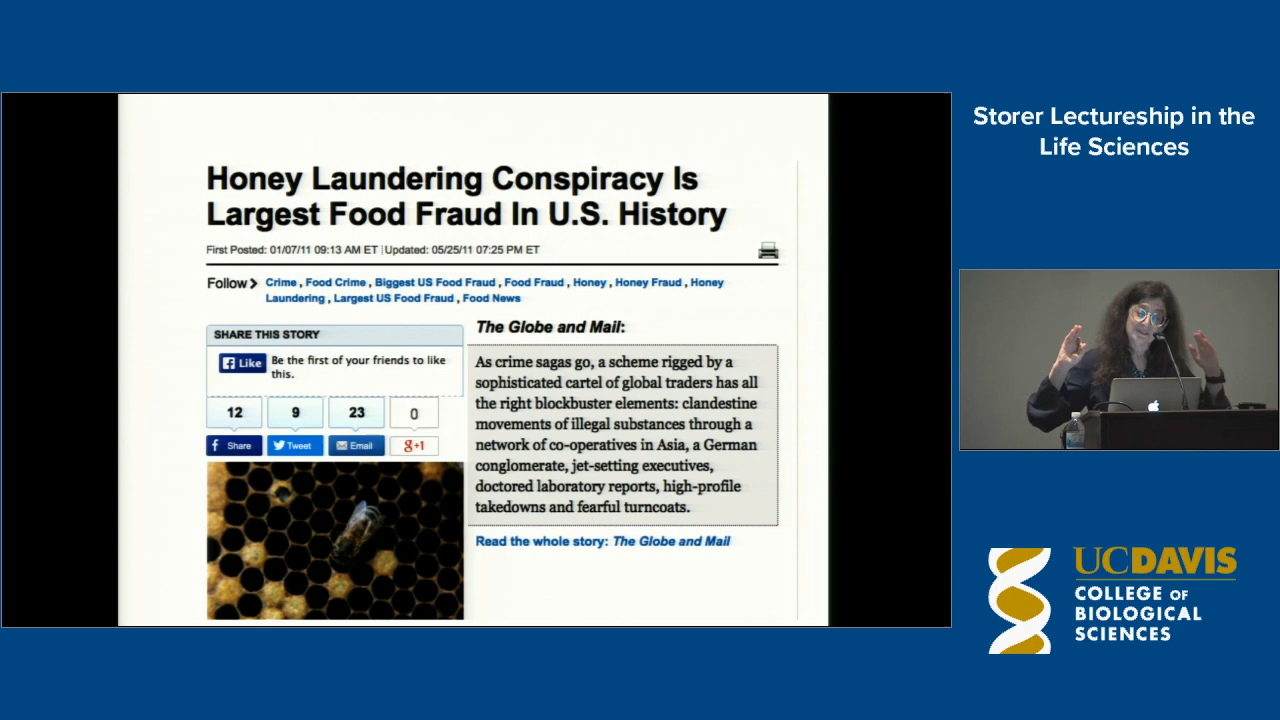 Storer Lectureship in the
Life Sciences
Honey Laundering Conspiracy Is
Largest Food Fraud In U.S. History
First Posted: 01/07/11 09:13 AM ET | Updated: 05/25/11 07:25 PM ET
Follow
Crime , Food Crime , Biggest US Food Fraud , Food Fraud , Honey , Honey Fraud , Honey
Laundering , Largest US Food Fraud , Food News
SHARE THIS STORY
Like
Be the first of your friends to like
this.
12 9 23 0
Share Tweet Email g+1
The Globe and Mail:
As crime sagas go, a scheme rigged by a
sophisticated cartel of global traders has all
the right blockbuster elements: clandestine
movements of illegal substances through a
network of co-operatives in Asia, a German
conglomerate, jet-setting executives,
doctored laboratory reports, high-profile
takedowns and fearful turncoats.
Read the whole story: The Globe and Mail
UCDAVIS
COLLEGE OF
BIOLOGICAL
SCIENCES